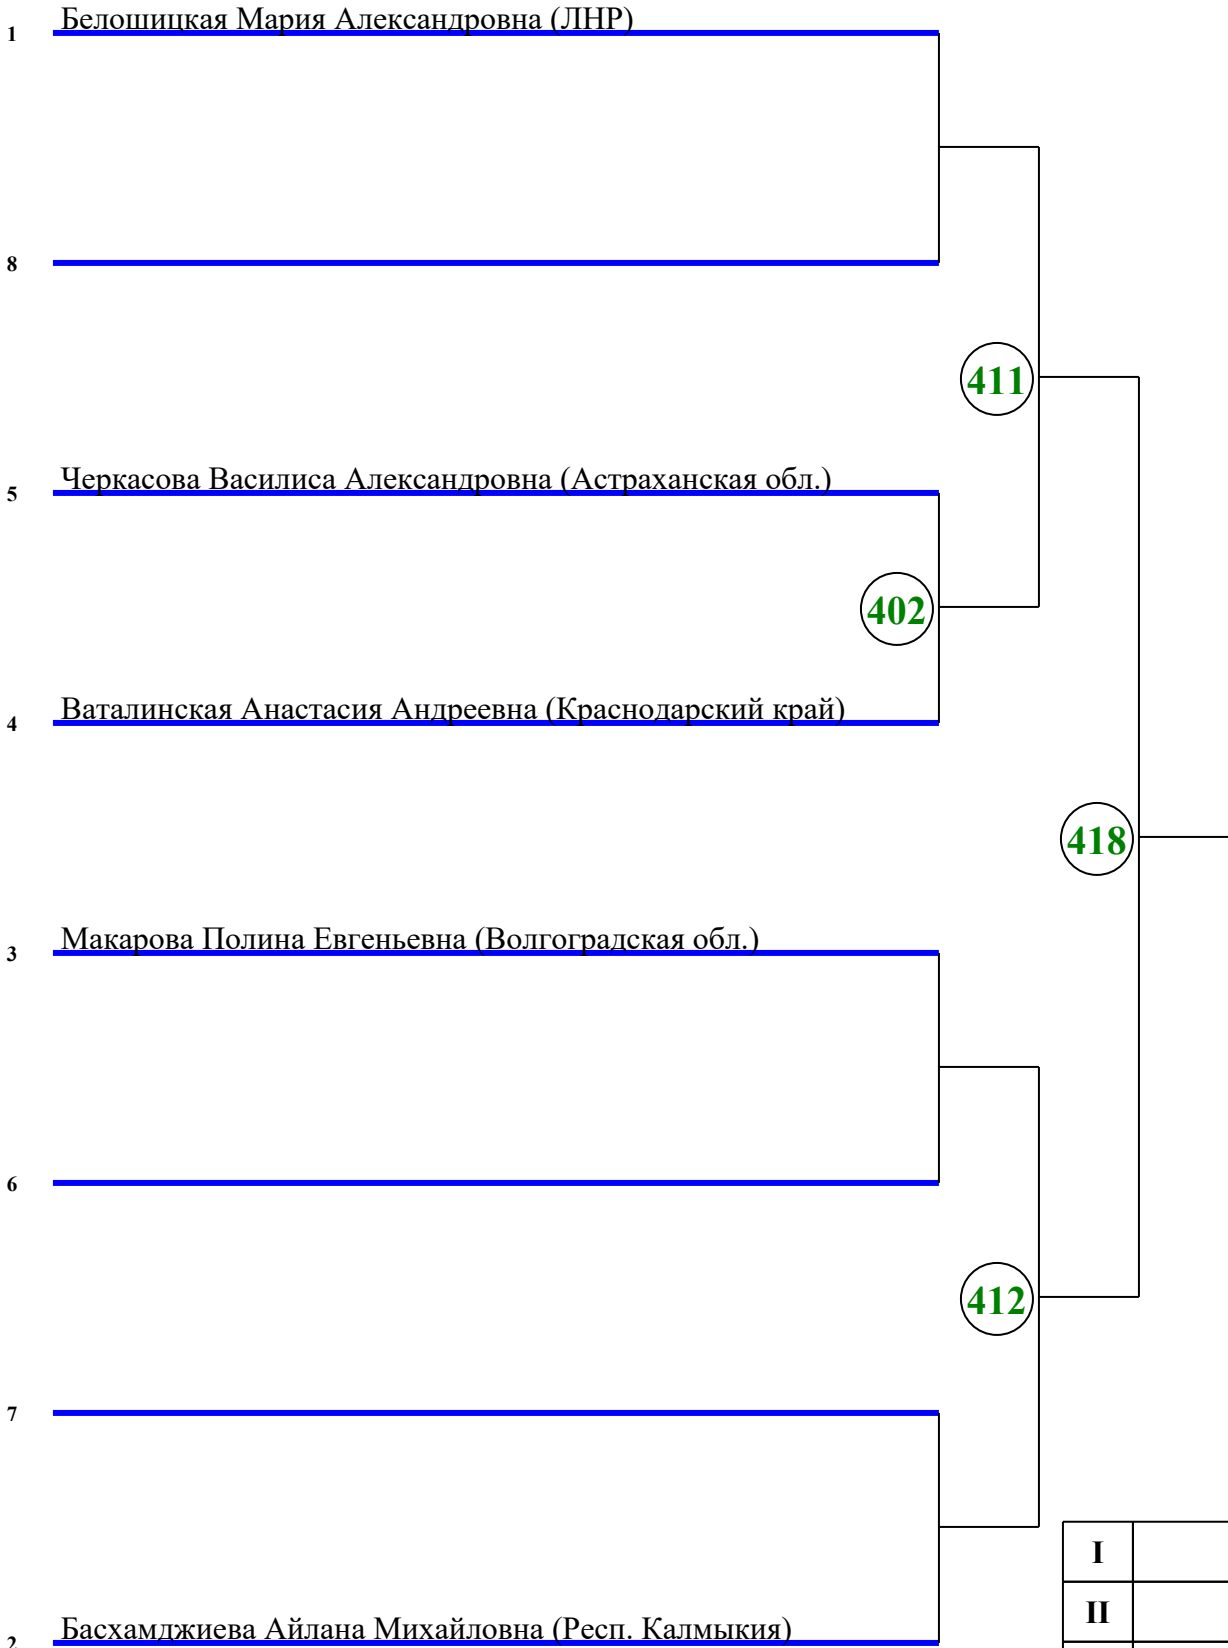 1 Белошицкая Мария Александровна (ЛНР)
8
411
5 Черкасова Василиса Александровна (Астраханская обл.)
402
4 Ваталинская Анастасия Андреевна (Краснодарский край)
418
3 Макарова Полина Евгеньевна (Волгоградская обл.)
6
412
7
I
II
2 Басхамджиева Айлана Михайловна (Респ. Калмыкия)